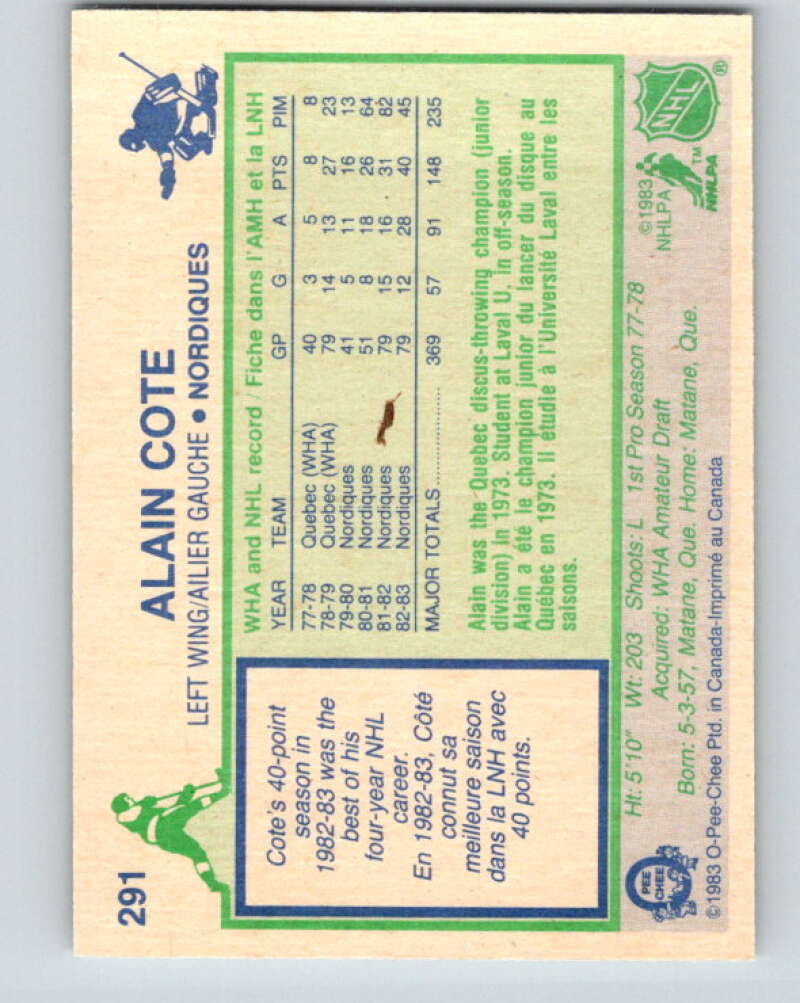 291
ALAIN COTE
LEFT WING/AILIER GAUCHE • NORDIQUES
Cote's 40-point
season in
1982-83 was the
best of his
four-year NHL
career.
En 1982-83, Côté
connut sa
meilleure saison
dans la LNH avec
40 points.
WHA and NHL record / Fiche dans l'AMH et la LNH
YEAR TEAM GP G A PTS PIM
77-78 Quebec (WHA) 40 3 5 8 8
78-79 Quebec (WHA) 79 14 13 27 23
79-80 Nordiques 41 5 11 16 13
80-81 Nordiques 51 8 18 26 64
81-82 Nordiques 79 15 16 31 82
82-83 Nordiques 79 12 28 40 45
MAJOR TOTALS 369 57 91 148 235
Alain was the Quebec discus-throwing champion (junior
division) in 1973. Student at Laval U. in off-season.
Alain a été le champion junior du lancer du disque au
Québec en 1973. Il étudie à l'Université Laval entre les
saisons.
Ht: 5'10" Wt: 203 Shoots: L 1st Pro Season 77-78
Acquired: WHA Amateur Draft
Born: 5-3-57, Matane, Que. Home: Matane, Que.
©1983 O-Pee-Chee Ptd. in Canada-Imprimé au Canada
O PEE CHEE
©1983
NHLPA
NHL
®
TM
NHLPA